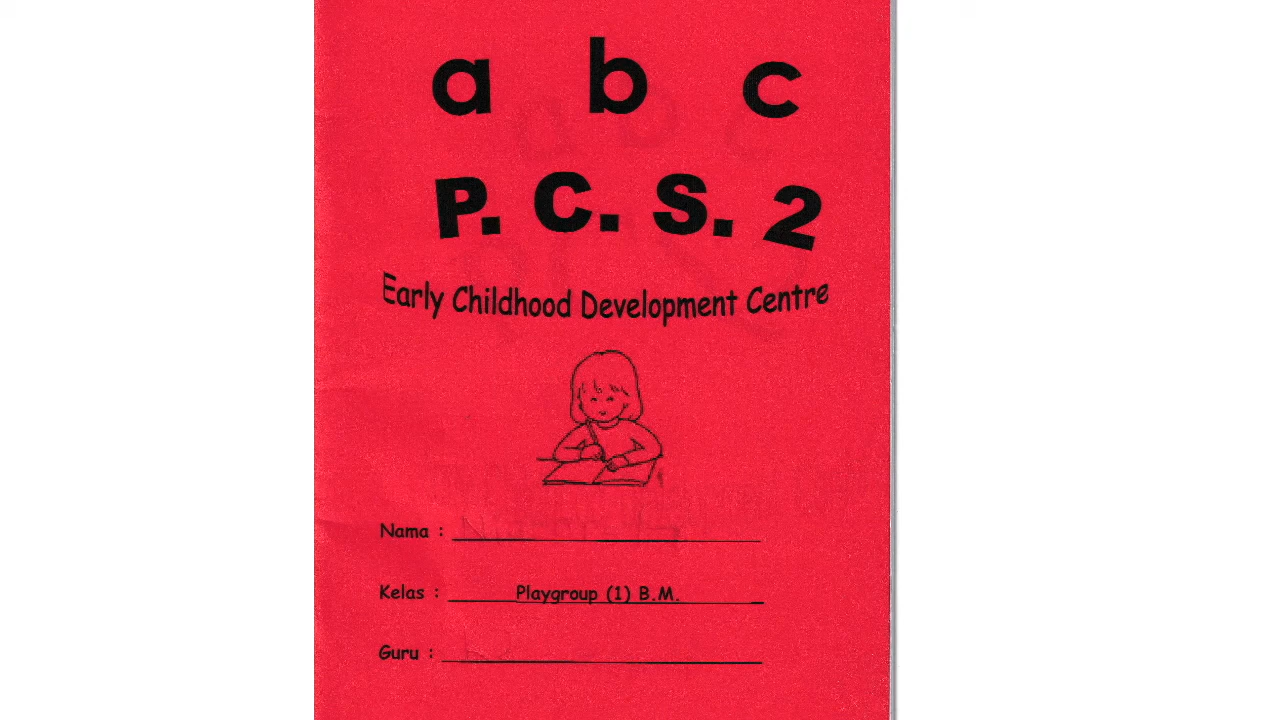 a b c
P. C. S. 2
Early Childhood Development Centre
Nama :
Kelas : Playgroup (1) B.M.
Guru :